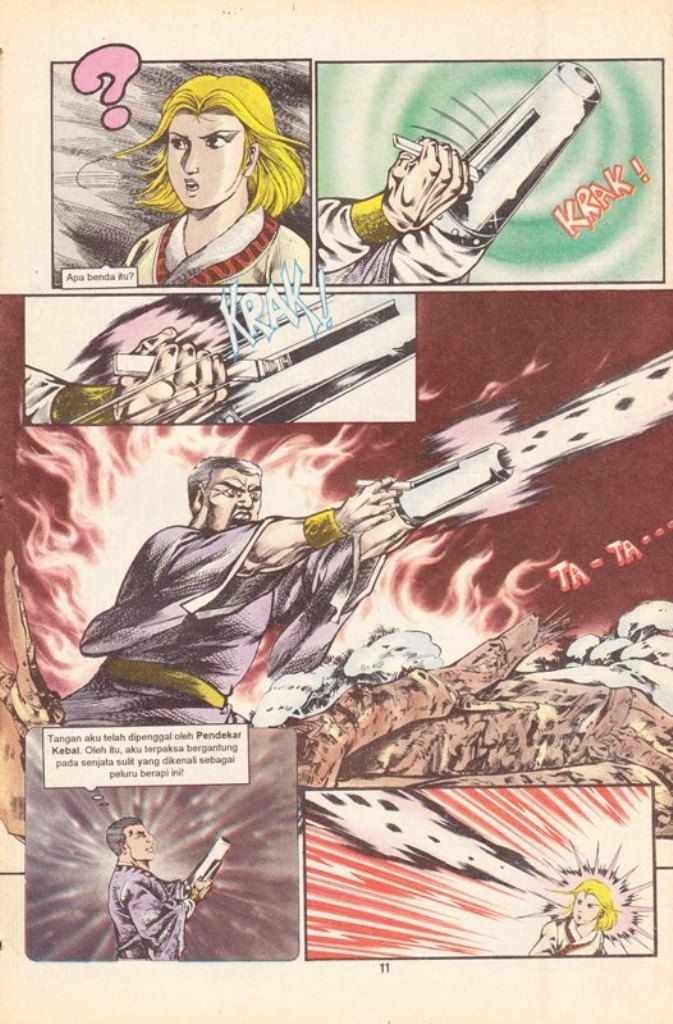 ?
Apa benda itu?
KRAK!
KRAK!
TA-TA...
Tangan aku telah dipenggal oleh Pendekar
Kebal. Oleh itu, aku terpaksa bergantung
pada senjata sulit yang dikenali sebagai
peluru berapi ini!
11